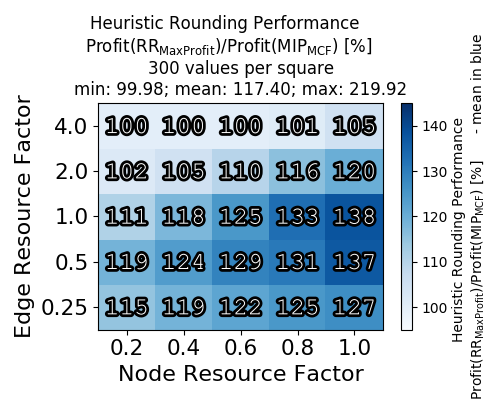 Heuristic Rounding Performance
Profit(RR_MaxProfit)/Profit(MIP_MCF) [%]
300 values per square
min: 99.98; mean: 117.40; max: 219.92
Edge Resource Factor
4.0 100 100 100 101 105
2.0 102 105 110 116 120
1.0 111 118 125 133 138
0.5 119 124 129 131 137
0.25 115 119 122 125 127
0.2 0.4 0.6 0.8 1.0
Node Resource Factor
140
130
120
110
100
Heuristic Rounding Performance
Profit(RR_MaxProfit)/Profit(MIP_MCF) [%] - mean in blue